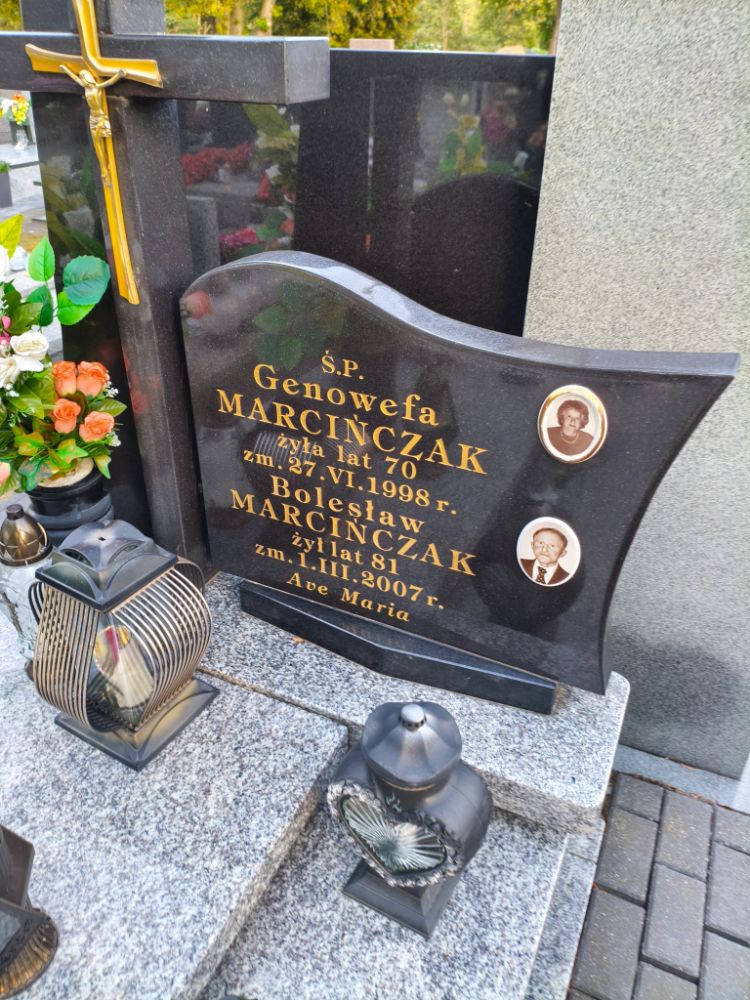 Ś.P.
Genowefa
MARCIŃCZAK
żyła lat 70
zm. 27. VI. 1998 r.
Bolesław
MARCIŃCZAK
żył lat 81
zm. 1. III. 2007 r.
Ave Maria